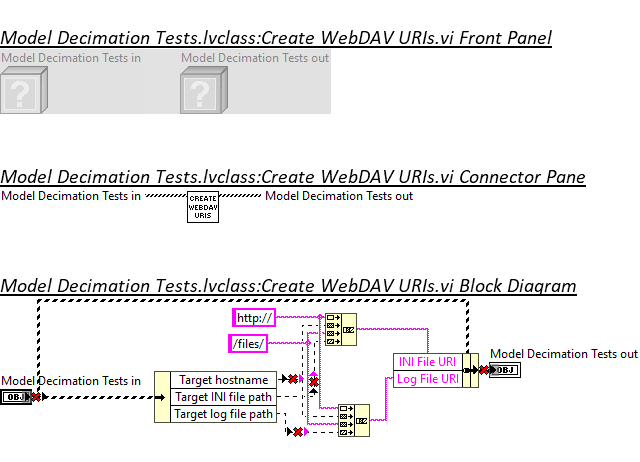 Model Decimation Tests.lvclass:Create WebDAV URIs.vi Front Panel
Model Decimation Tests in Model Decimation Tests out
? ?
Model Decimation Tests.lvclass:Create WebDAV URIs.vi Connector Pane
Model Decimation Tests in Model Decimation Tests out
CREATE
WEBDAV
URIS
Model Decimation Tests.lvclass:Create WebDAV URIs.vi Block Diagram
http://
/files/
Model Decimation Tests out
INI File URI
OBJ
Log File URI
Model Decimation Tests in
OBJ
Target hostname
Target INI file path
Target log file path